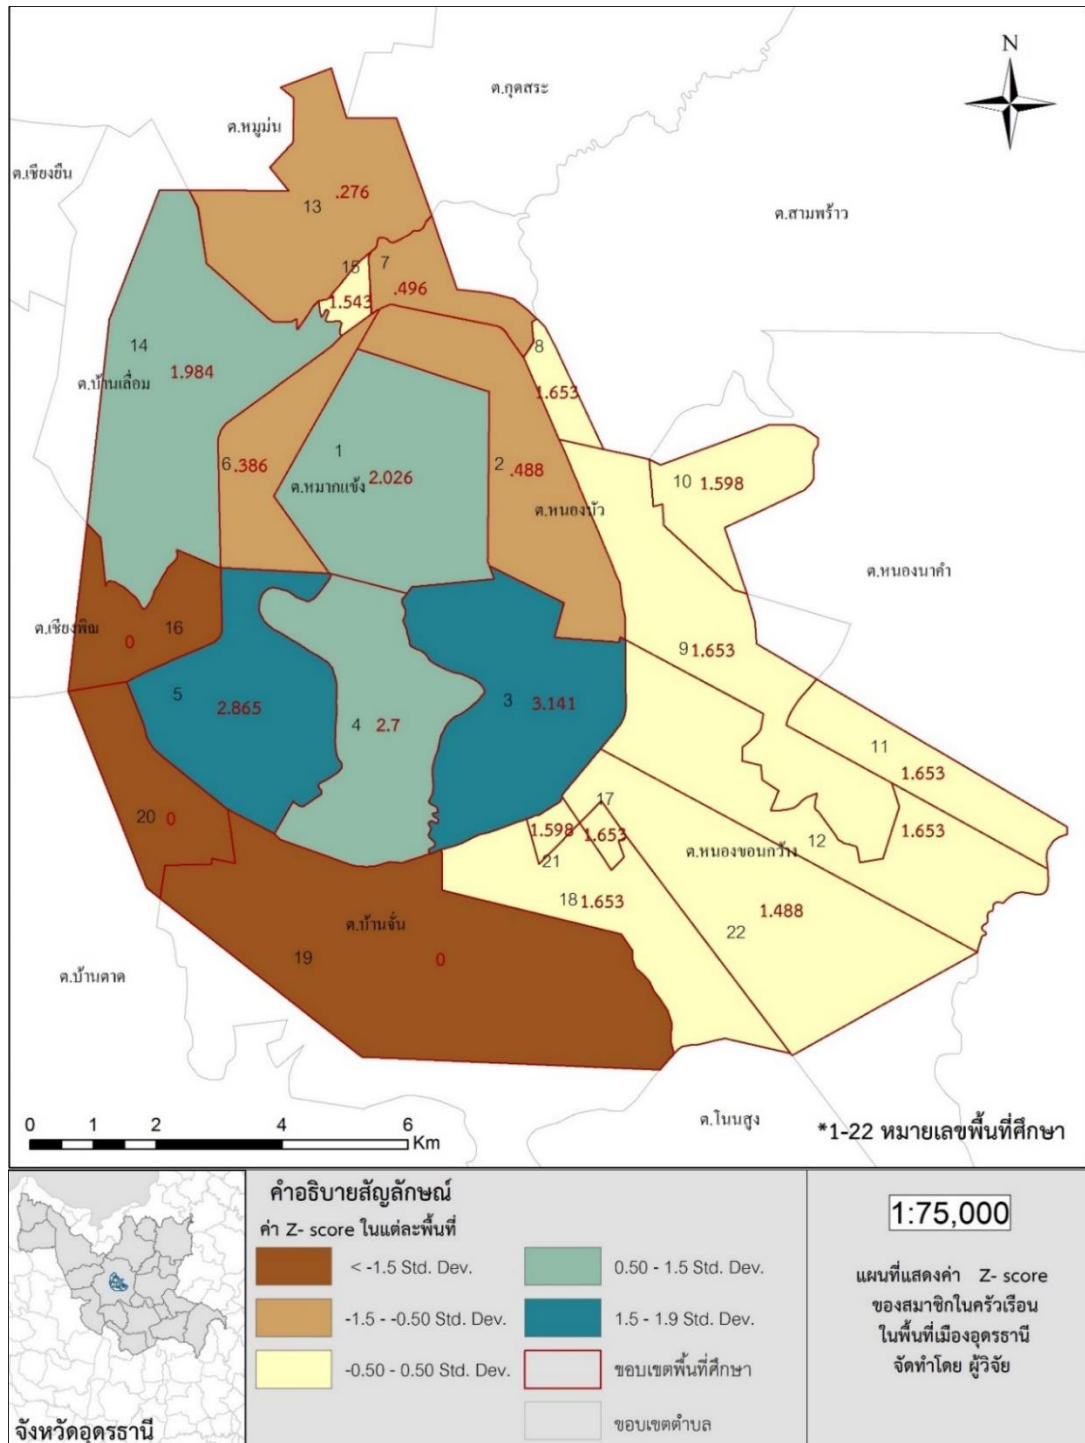 N
ต.กุดสระ
ต.หมูม่น
ต.เชียงยืน
ต.สามพร้าว
.276
13
15
7
1.543
.496
14
1.984
ต.บ้านเลื่อม
8
1.653
1
2.026
ต.หมากแข้ง
6
.386
2
.488
ต.หนองบัว
10
1.598
ต.หนองนาคำ
ต.เชียงพิณ
16
0
9
1.653
5
2.865
4
2.7
3
3.141
11
1.653
20
0
17
1.598
1.653
21
ต.หนองขอนกว้าง
12
1.653
18
1.653
1.488
22
ต.บ้านจั่น
19
0
ต.บ้านตาด
ต.โนนสูง
0 1 2 4 6
Km
*1-22 หมายเลขพื้นที่ศึกษา
จังหวัดอุดรธานี
คำอธิบายสัญลักษณ์
ค่า Z- score ในแต่ละพื้นที่
< -1.5 Std. Dev.
-1.5 - -0.50 Std. Dev.
-0.50 - 0.50 Std. Dev.
0.50 - 1.5 Std. Dev.
1.5 - 1.9 Std. Dev.
ขอบเขตพื้นที่ศึกษา
ขอบเขตตำบล
1:75,000
แผนที่แสดงค่า Z- score
ของสมาชิกในครัวเรือน
ในพื้นที่เมืองอุดรธานี
จัดทำโดย ผู้วิจัย